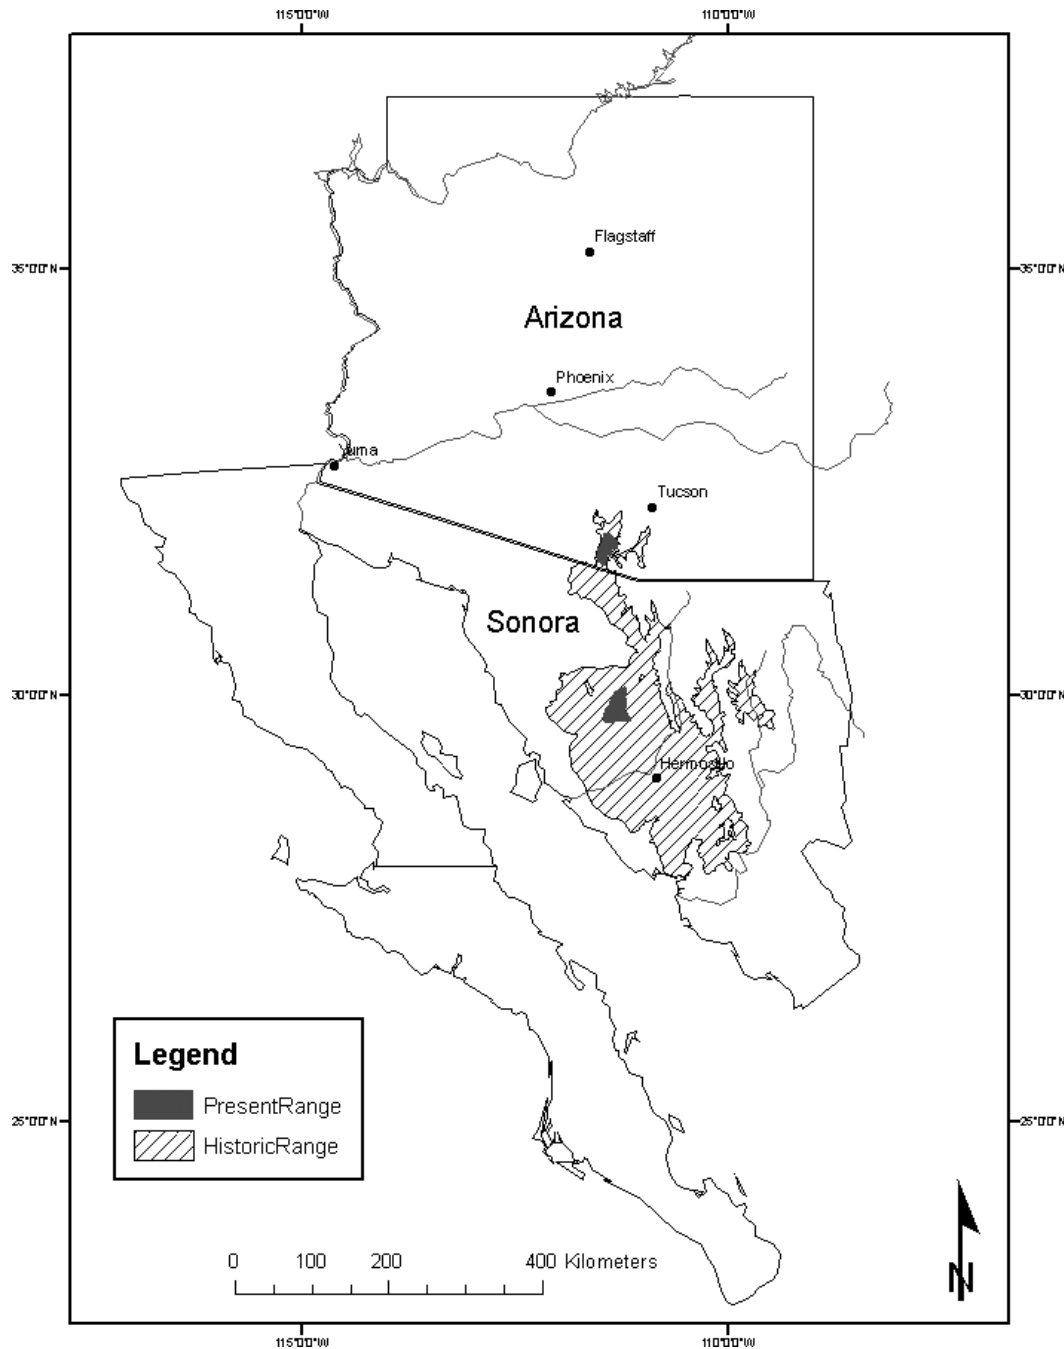 115°0'0"W
110°0'0"W
Flagstaff
35°0'0"N
35°0'0"N
Arizona
Phoenix
Yuma
Tucson
Sonora
30°0'0"N
30°0'0"N
Hermosillo
Legend
PresentRange
HistoricRange
25°0'0"N
25°0'0"N
0 100 200 400 Kilometers
N
115°0'0"W
110°0'0"W